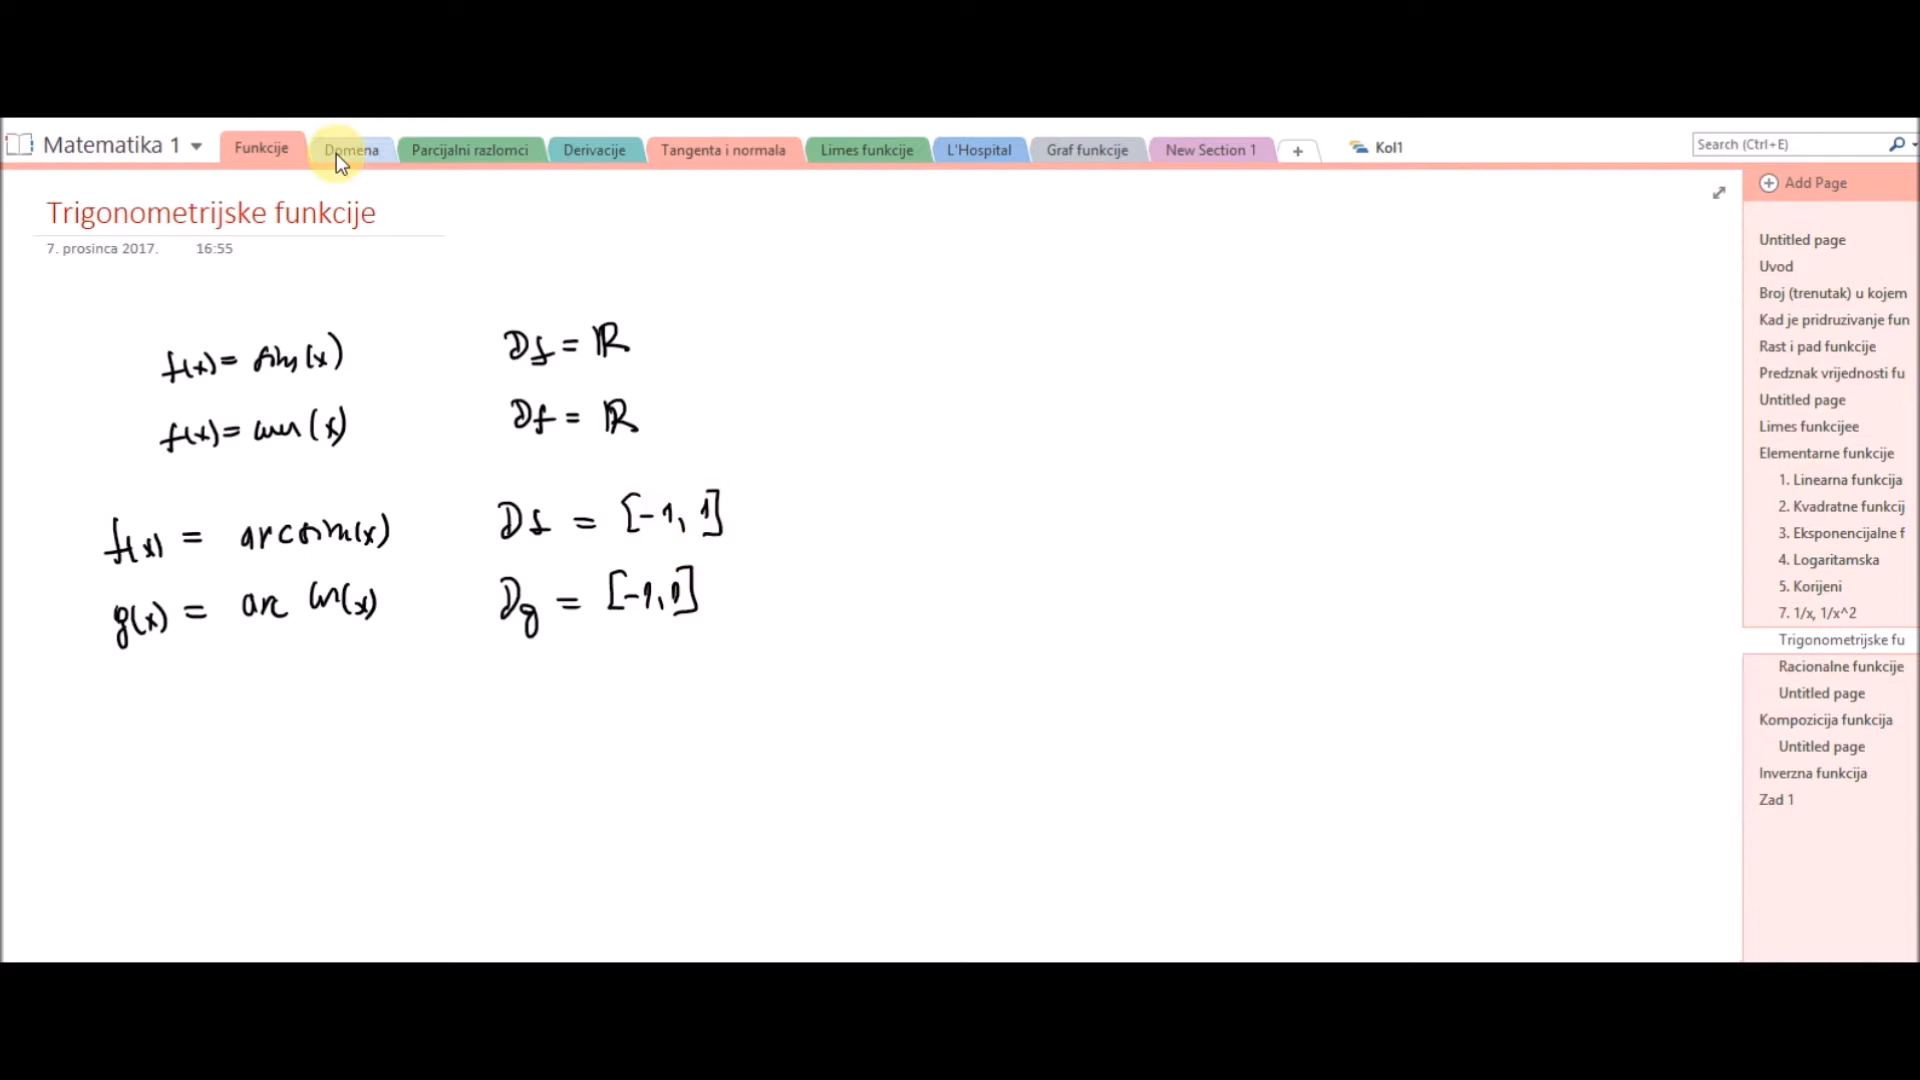 Matematika 1
Funkcije
Domena
Parcijalni razlomci
Derivacije
Tangenta i normala
Limes funkcije
L'Hospital
Graf funkcije
New Section 1
+
Kol1
Search (Ctrl+E)
Add Page
Trigonometrijske funkcije
7. prosinca 2017. 16:55
f(x) = sin(x) Df = ℝ
f(x) = cos(x) Df = ℝ
f(x) = arcsin(x) Df = [-1, 1]
g(x) = arc cos(x) Dg = [-1, 1]
Untitled page
Uvod
Broj (trenutak) u kojem
Kad je pridruzivanje fun
Rast i pad funkcije
Predznak vrijednosti fu
Untitled page
Limes funkcijee
Elementarne funkcije
1. Linearna funkcija
2. Kvadratne funkcij
3. Eksponencijalne f
4. Logaritamska
5. Korijeni
7. 1/x, 1/x^2
Trigonometrijske fu
Racionalne funkcije
Untitled page
Kompozicija funkcija
Untitled page
Inverzna funkcija
Zad 1